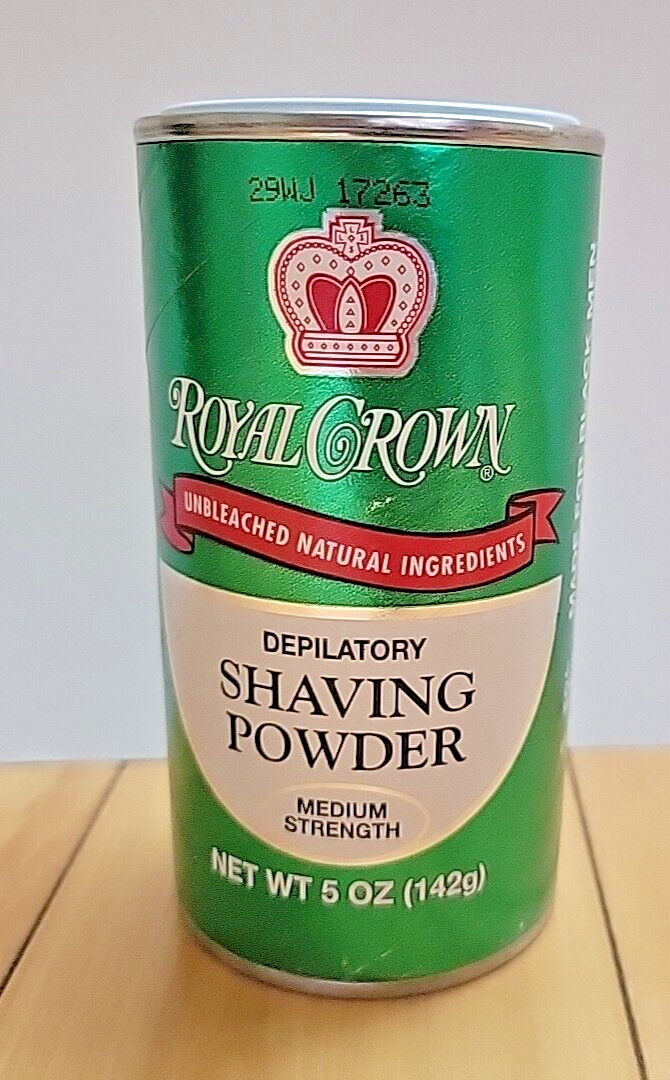 29WJ 17263
ROYAL CROWN®
UNBLEACHED NATURAL INGREDIENTS
DEPILATORY
SHAVING
POWDER
MEDIUM
STRENGTH
NET WT 5 OZ (142g)
MADE FOR BLACK MEN